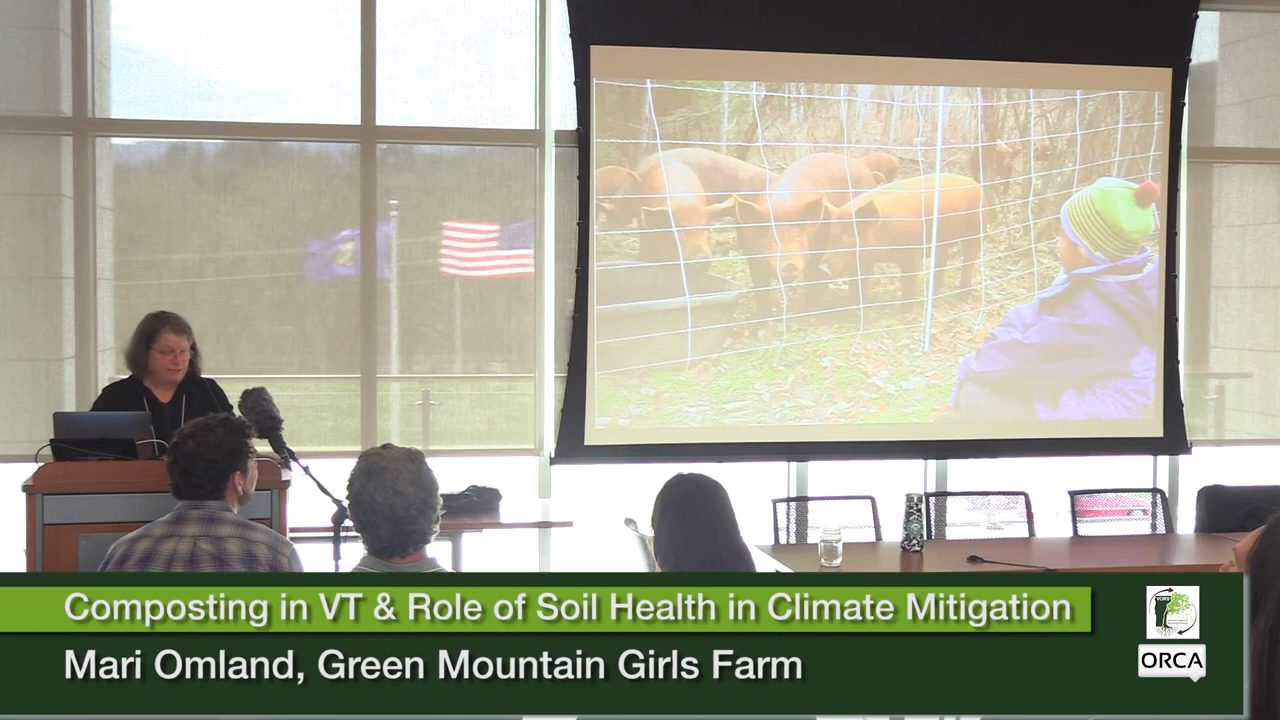 Composting in VT & Role of Soil Health in Climate Mitigation
Mari Omland, Green Mountain Girls Farm
ORCA